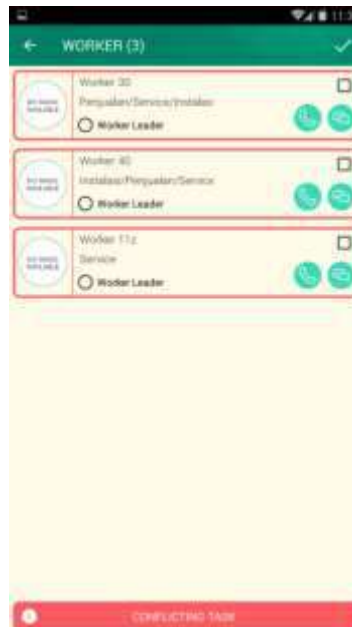 WORKER (3)
Worker 30
Penjualan/Service/Instalasi
Worker Leader
Worker 40
Instalasi/Penjualan/Service
Worker Leader
Worker 11z
Service
Worker Leader
CONFLICTING TASK